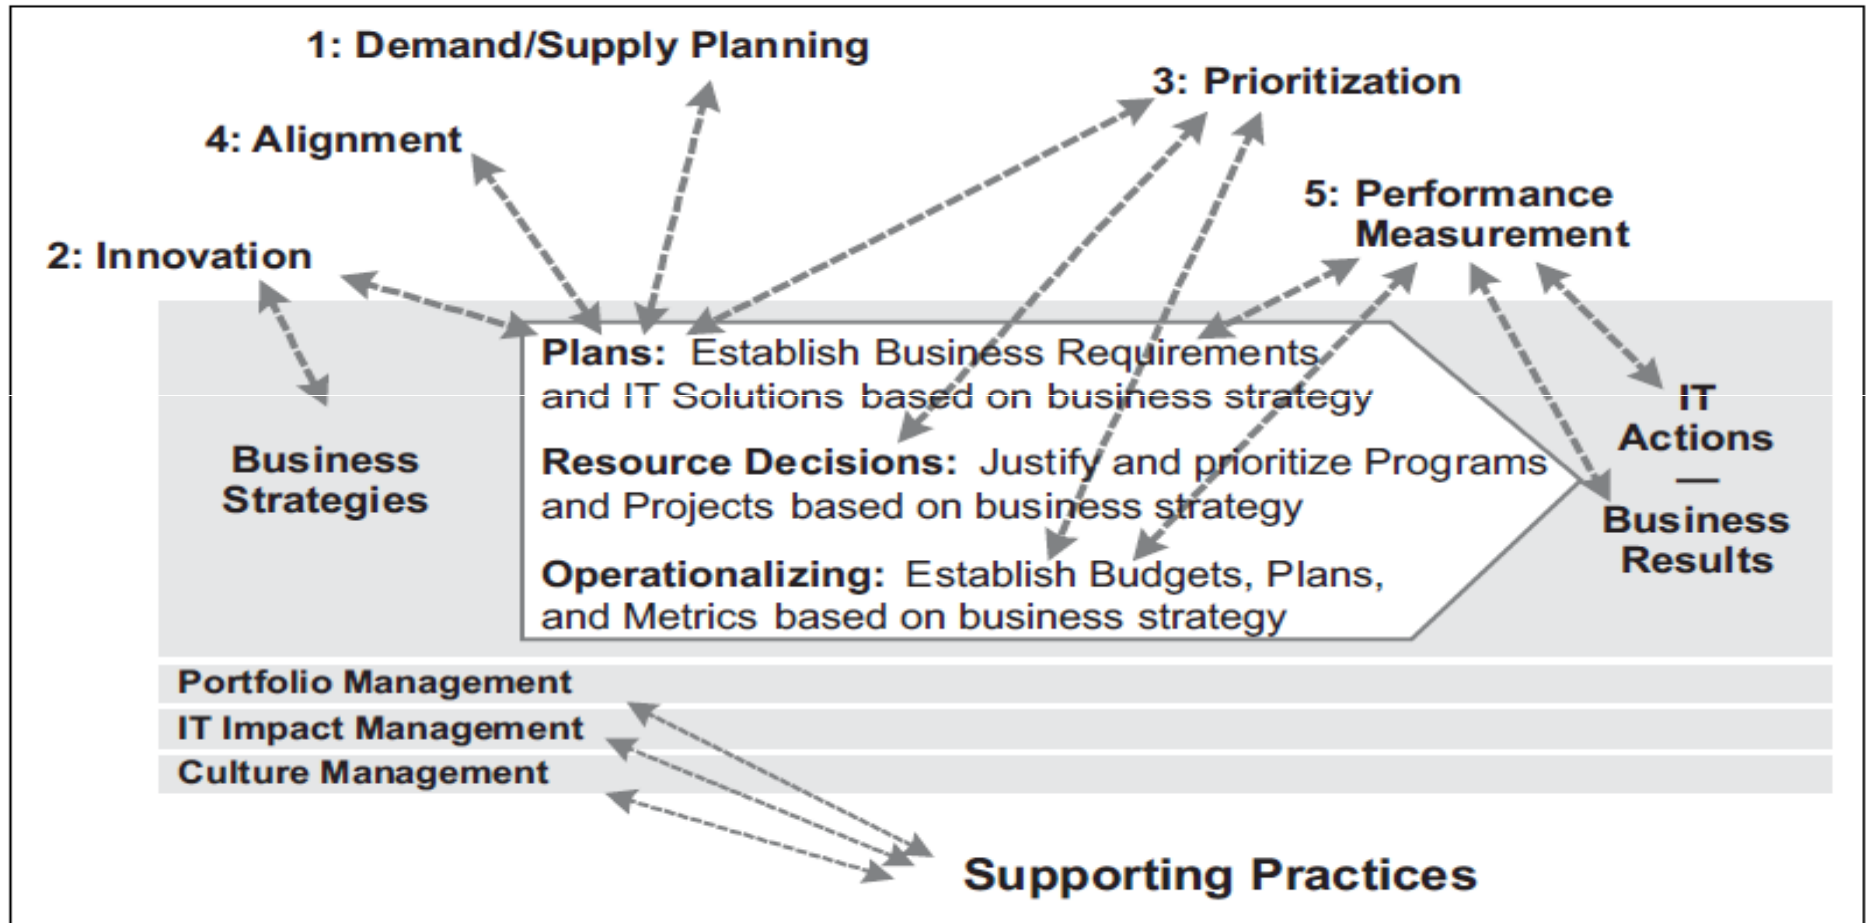 1: Demand/Supply Planning
3: Prioritization
4: Alignment
5: Performance
Measurement
2: Innovation
Plans: Establish Business Requirements
and IT Solutions based on business strategy
Resource Decisions: Justify and prioritize Programs
and Projects based on business strategy
Operationalizing: Establish Budgets, Plans,
and Metrics based on business strategy
Business
Strategies
IT
Actions
—
Business
Results
Portfolio Management
IT Impact Management
Culture Management
Supporting Practices